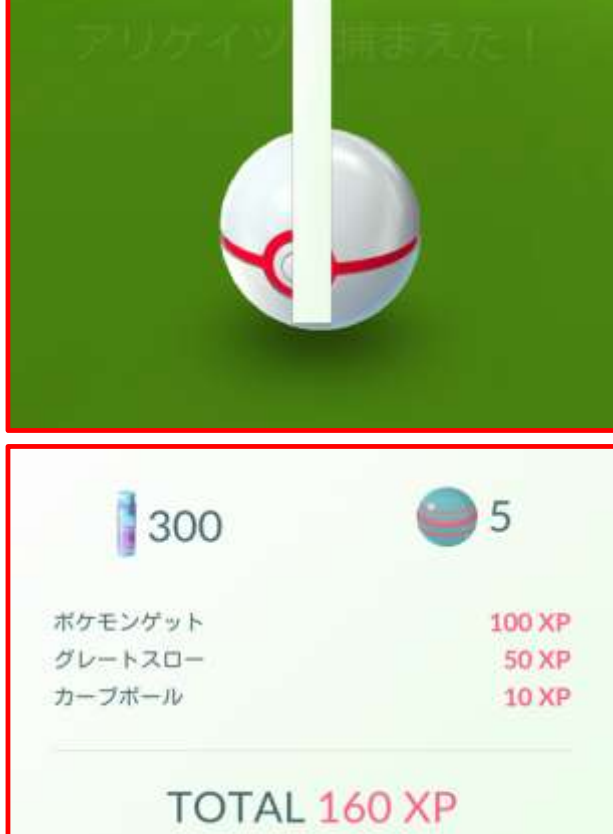 アリゲイツ 捕まえた！
300
5
ポケモンゲット 100 XP
グレートスロー 50 XP
カーブボール 10 XP
TOTAL 160 XP